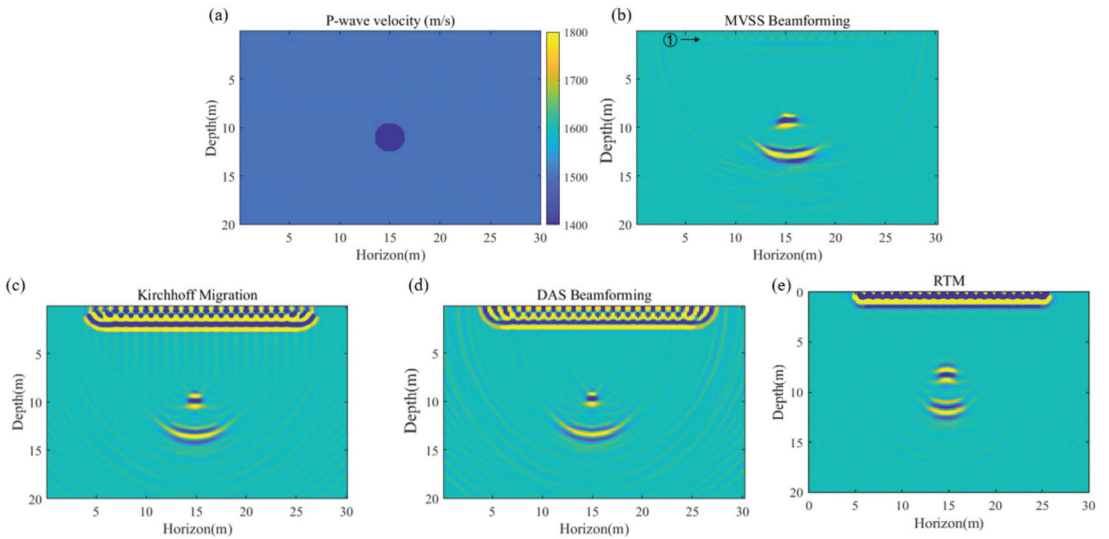 (a)
P-wave velocity (m/s)
Depth(m)
5
10
15
20
5
10
15
20
25
30
Horizon(m)
1800
1700
1600
1500
1400
(b)
MVSS Beamforming
①
Depth(m)
5
10
15
20
5
10
15
20
25
30
Horizon(m)
(c)
Kirchhoff Migration
Depth(m)
5
10
15
20
5
10
15
20
25
30
Horizon(m)
(d)
DAS Beamforming
Depth(m)
5
10
15
20
5
10
15
20
25
30
Horizon(m)
(e)
RTM
Depth(m)
0
5
10
15
20
0
5
10
15
20
25
30
Horizon(m)